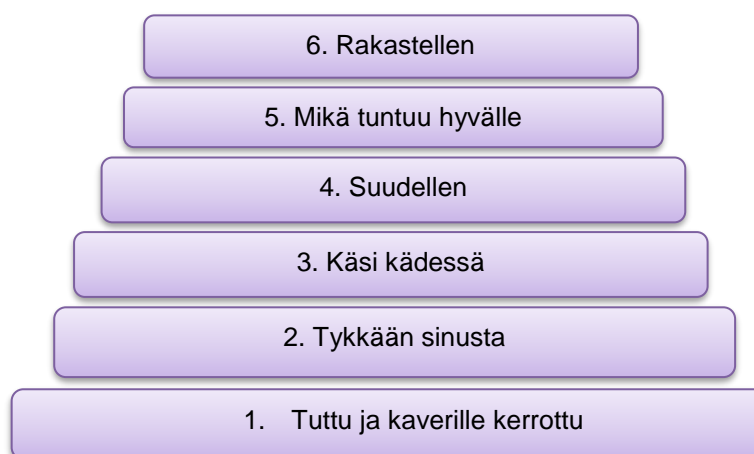 6. Rakastellen
5. Mikä tuntuu hyvälle
4. Suudellen
3. Käsi kädessä
2. Tykkään sinusta
1. Tuttu ja kaverille kerrottu